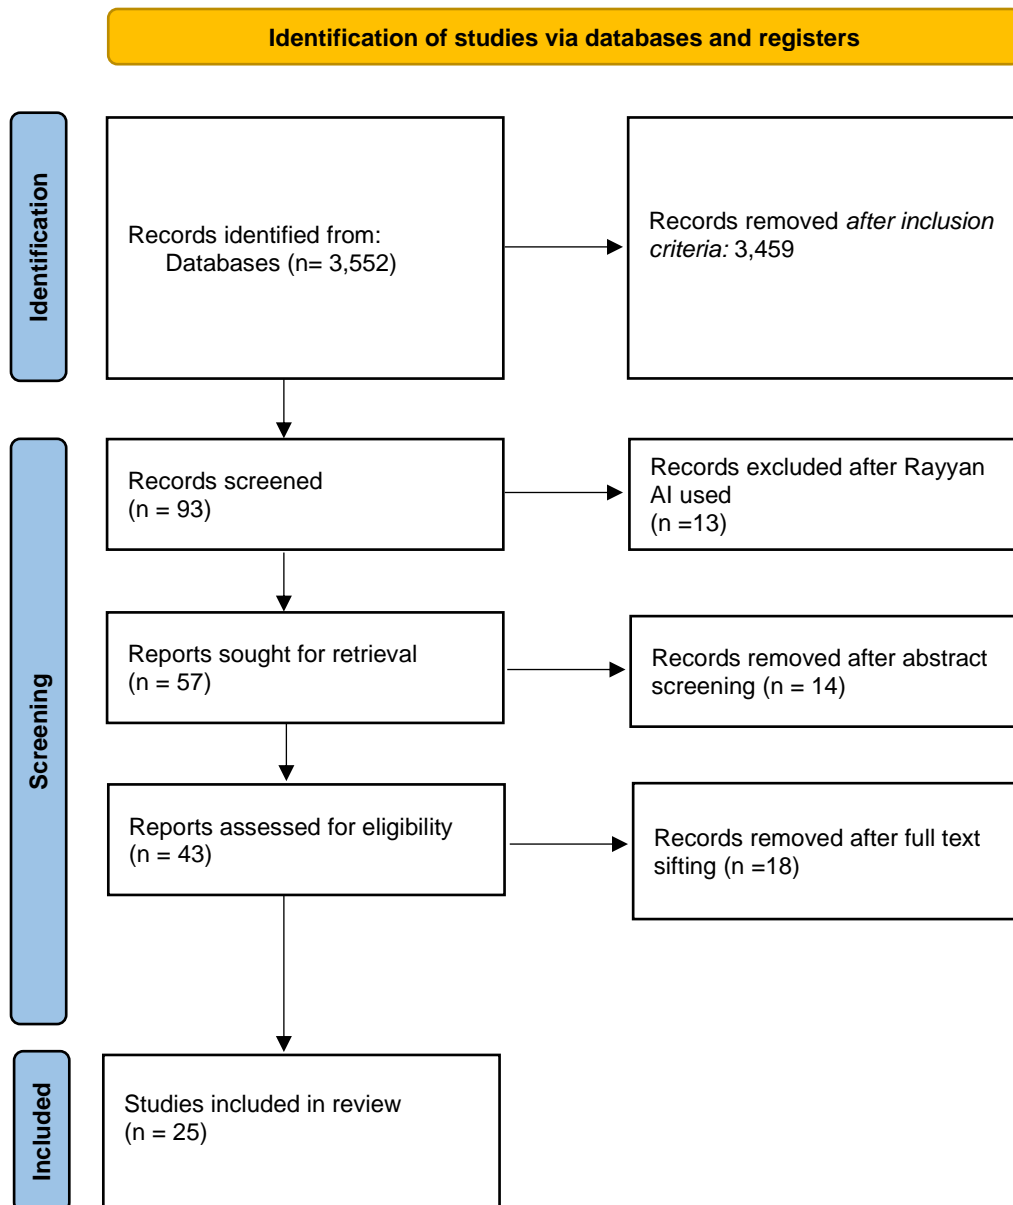 Identification of studies via databases and registers
Identification
Records identified from:
Databases (n= 3,552)
Records removed after inclusion
criteria: 3,459
Screening
Records screened
(n = 93)
Records excluded after Rayyan
AI used
(n =13)
Reports sought for retrieval
(n = 57)
Records removed after abstract
screening (n = 14)
Reports assessed for eligibility
(n = 43)
Records removed after full text
sifting (n =18)
Included
Studies included in review
(n = 25)